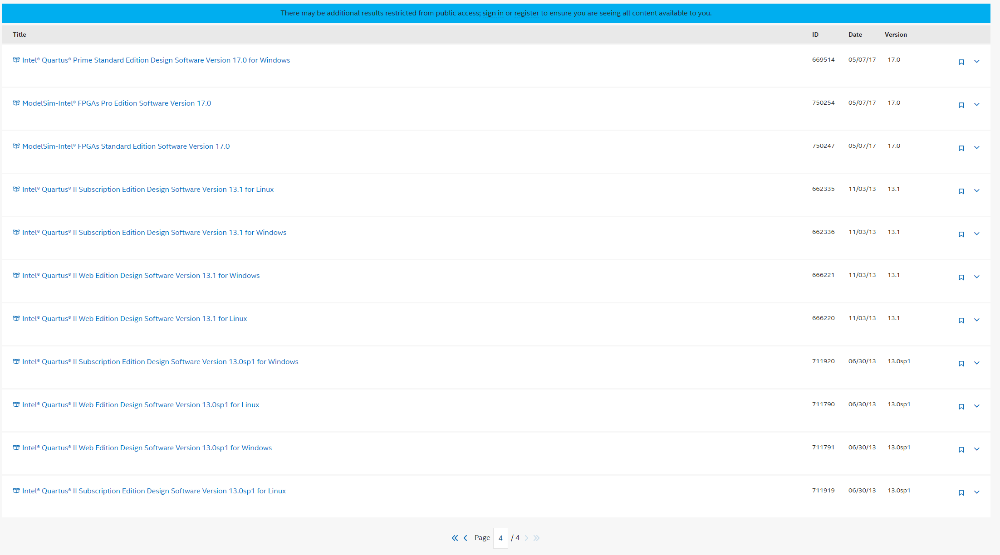 There may be additional results restricted from public access; sign in or register to ensure you are seeing all content available to you.
Title ID Date Version
Intel® Quartus® Prime Standard Edition Design Software Version 17.0 for Windows 669514 05/07/17 17.0
ModelSim-Intel® FPGAs Pro Edition Software Version 17.0 750254 05/07/17 17.0
ModelSim-Intel® FPGAs Standard Edition Software Version 17.0 750247 05/07/17 17.0
Intel® Quartus® II Subscription Edition Design Software Version 13.1 for Linux 662335 11/03/13 13.1
Intel® Quartus® II Subscription Edition Design Software Version 13.1 for Windows 662336 11/03/13 13.1
Intel® Quartus® II Web Edition Design Software Version 13.1 for Windows 666221 11/03/13 13.1
Intel® Quartus® II Web Edition Design Software Version 13.1 for Linux 666220 11/03/13 13.1
Intel® Quartus® II Subscription Edition Design Software Version 13.0sp1 for Windows 711920 06/30/13 13.0sp1
Intel® Quartus® II Web Edition Design Software Version 13.0sp1 for Linux 711790 06/30/13 13.0sp1
Intel® Quartus® II Web Edition Design Software Version 13.0sp1 for Windows 711791 06/30/13 13.0sp1
Intel® Quartus® II Subscription Edition Design Software Version 13.0sp1 for Linux 711919 06/30/13 13.0sp1
Page 4 / 4